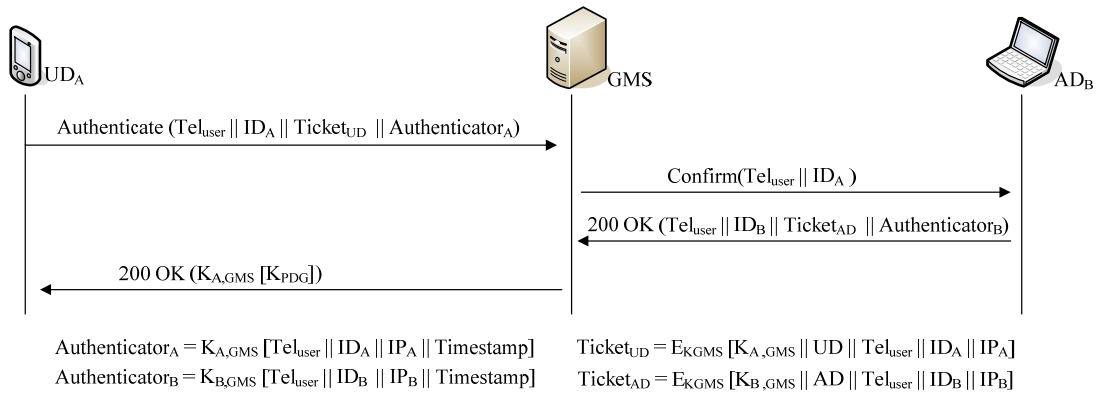 UDA
GMS
ADB
Authenticate (Teluser || IDA || TicketUD || AuthenticatorA)
Confirm(Teluser || IDA )
200 OK (Teluser || IDB || TicketAD || AuthenticatorB)
200 OK (KA,GMS [KPDG])
AuthenticatorA = KA,GMS [Teluser || IDA || IPA || Timestamp]
TicketUD = EKGMS [KA,GMS || UD || Teluser || IDA || IPA]
AuthenticatorB = KB,GMS [Teluser || IDB || IPB || Timestamp]
TicketAD = EKGMS [KB,GMS || AD || Teluser || IDB || IPB]